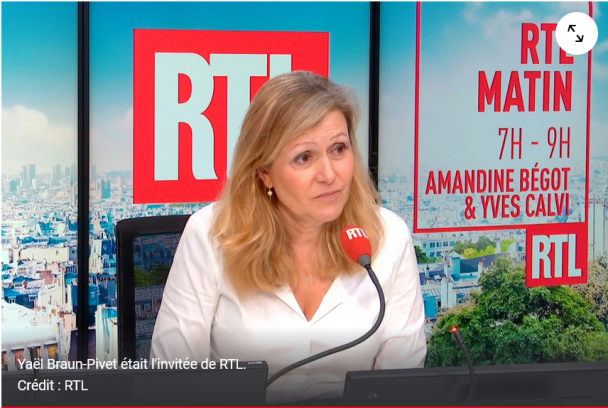 RTL
RTL
MATIN
7H - 9H
AMANDINE BÉGOT
& YVES CALVI
RTL
RTL
Yaël Braun-Pivet était l'invitée de RTL.
Crédit : RTL